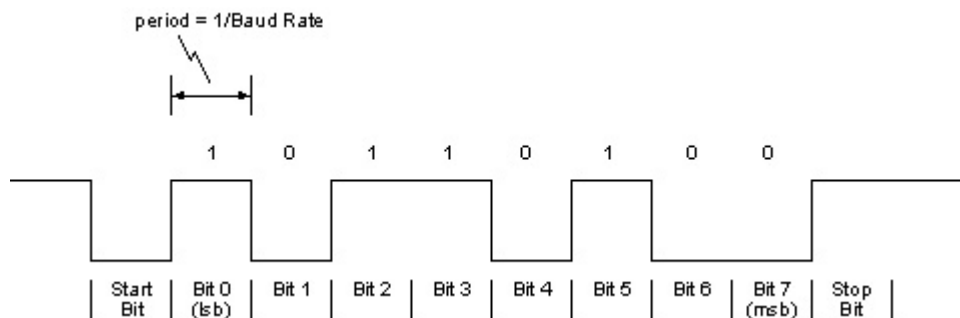 period = 1/Baud Rate
1 0 1 1 0 1 0 0
Start Bit 0 Bit 1 Bit 2 Bit 3 Bit 4 Bit 5 Bit 6 Bit 7 Stop
Bit (lsb) (msb) Bit